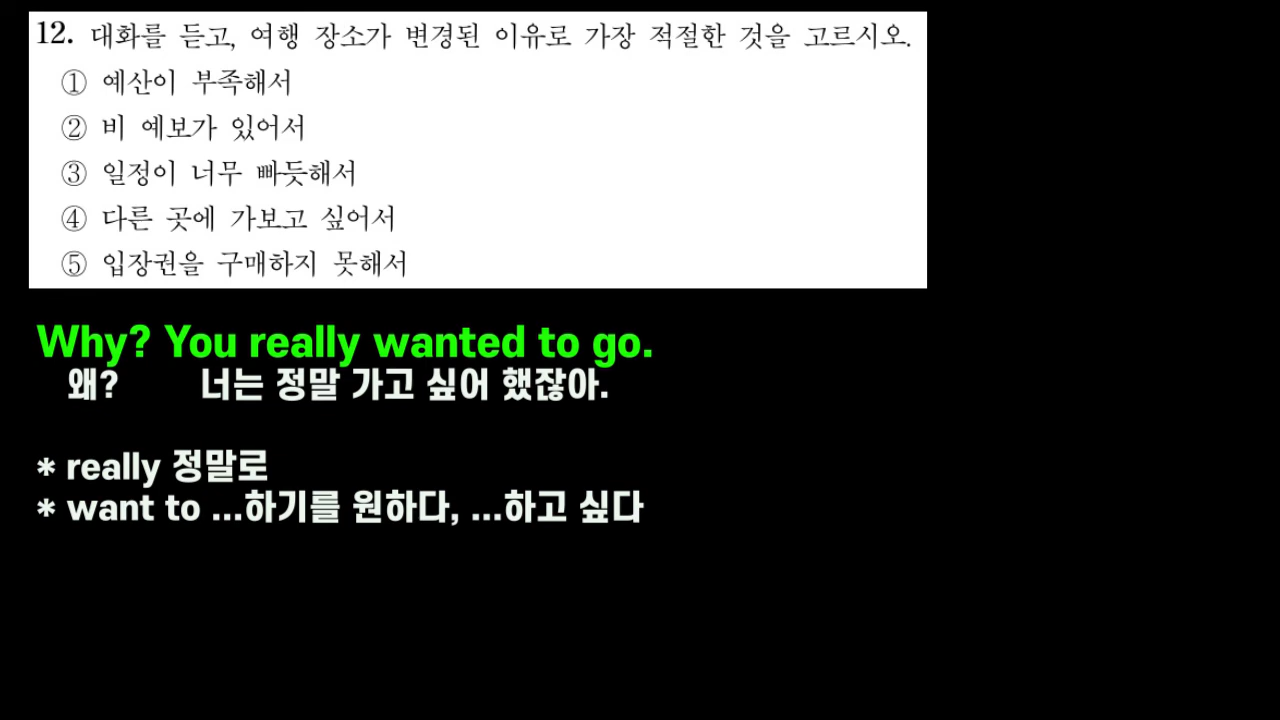 12. 대화를 듣고, 여행 장소가 변경된 이유로 가장 적절한 것을 고르시오.
① 예산이 부족해서
② 비 예보가 있어서
③ 일정이 너무 빠듯해서
④ 다른 곳에 가보고 싶어서
⑤ 입장권을 구매하지 못해서
Why? You really wanted to go.
왜? 너는 정말 가고 싶어 했잖아.
* really 정말로
* want to ...하기를 원하다, ...하고 싶다